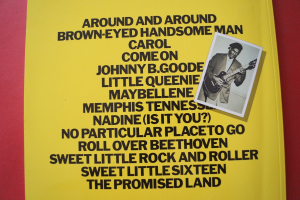 AROUND AND AROUND
BROWN-EYED HANDSOME MAN
CAROL
COME ON
JOHNNY B.GOODE
LITTLE QUEENIE
MAYBELLENE
MEMPHIS TENNESS
NADINE (IS IT YOU?)
NO PARTICULAR PLACE TO GO
ROLL OVER BEETHOVEN
SWEET LITTLE ROCK AND ROLLER
SWEET LITTLE SIXTEEN
THE PROMISED LAND